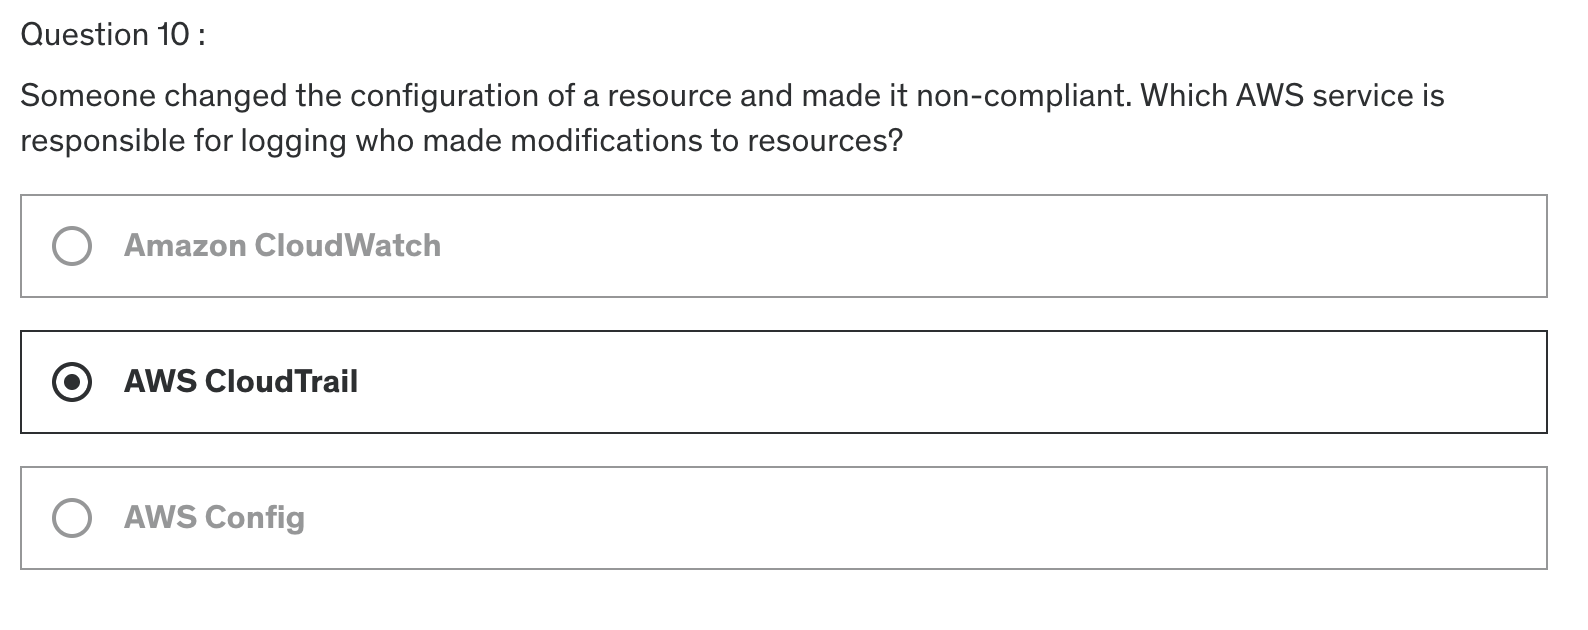 Question 10 :
Someone changed the configuration of a resource and made it non-compliant. Which AWS service is
responsible for logging who made modifications to resources?
Amazon CloudWatch
AWS CloudTrail
AWS Config